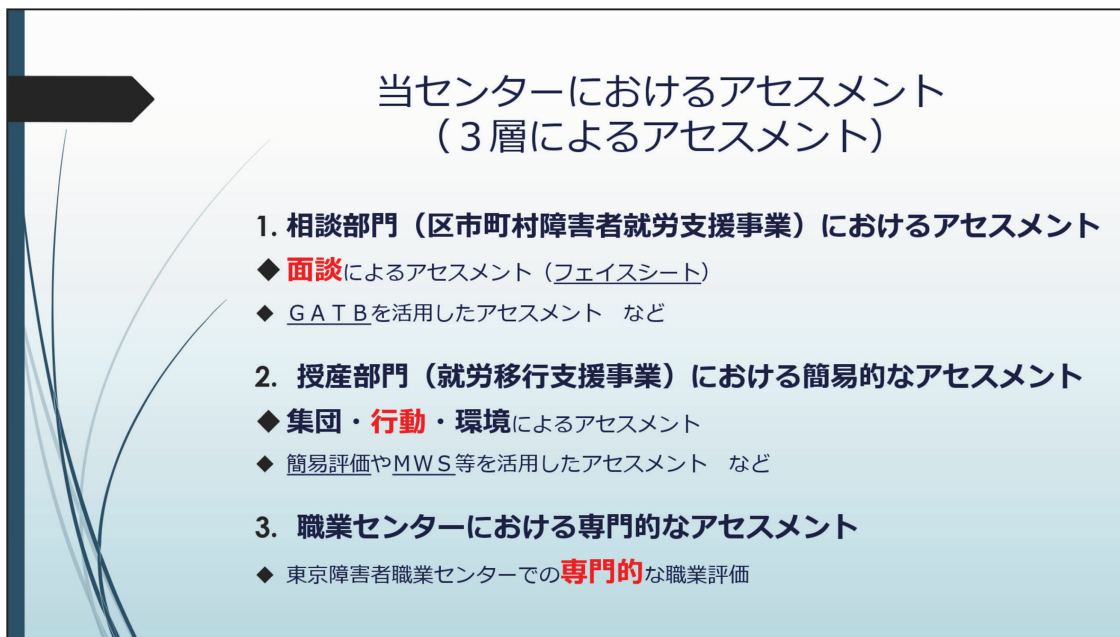 当センターにおけるアセスメント
（３層によるアセスメント）
1. 相談部門（区市町村障害者就労支援事業）におけるアセスメント
◆ 面談によるアセスメント（フェイスシート）
◆ ＧＡＴＢを活用したアセスメント　など
2. 授産部門（就労移行支援事業）における簡易的なアセスメント
◆ 集団・行動・環境によるアセスメント
◆ 簡易評価やＭＷＳ等を活用したアセスメント　など
3. 職業センターにおける専門的なアセスメント
◆ 東京障害者職業センターでの専門的な職業評価